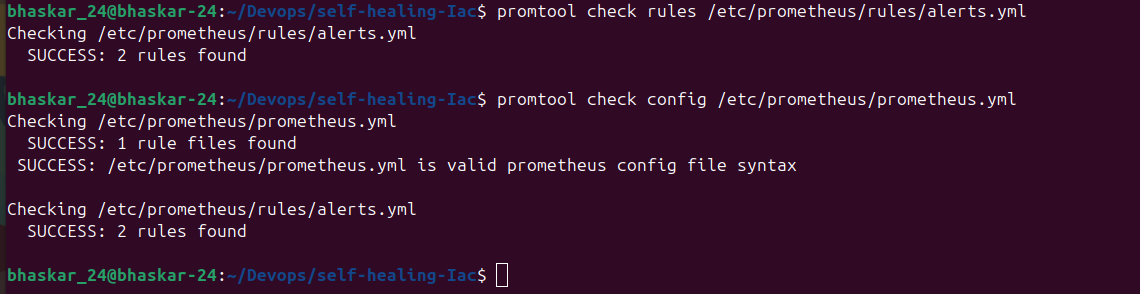 bhaskar_24@bhaskar-24:~/Devops/self-healing-Iac$ promtool check rules /etc/prometheus/rules/alerts.yml
Checking /etc/prometheus/rules/alerts.yml
  SUCCESS: 2 rules found

bhaskar_24@bhaskar-24:~/Devops/self-healing-Iac$ promtool check config /etc/prometheus/prometheus.yml
Checking /etc/prometheus/prometheus.yml
  SUCCESS: 1 rule files found
 SUCCESS: /etc/prometheus/prometheus.yml is valid prometheus config file syntax

Checking /etc/prometheus/rules/alerts.yml
  SUCCESS: 2 rules found

bhaskar_24@bhaskar-24:~/Devops/self-healing-Iac$